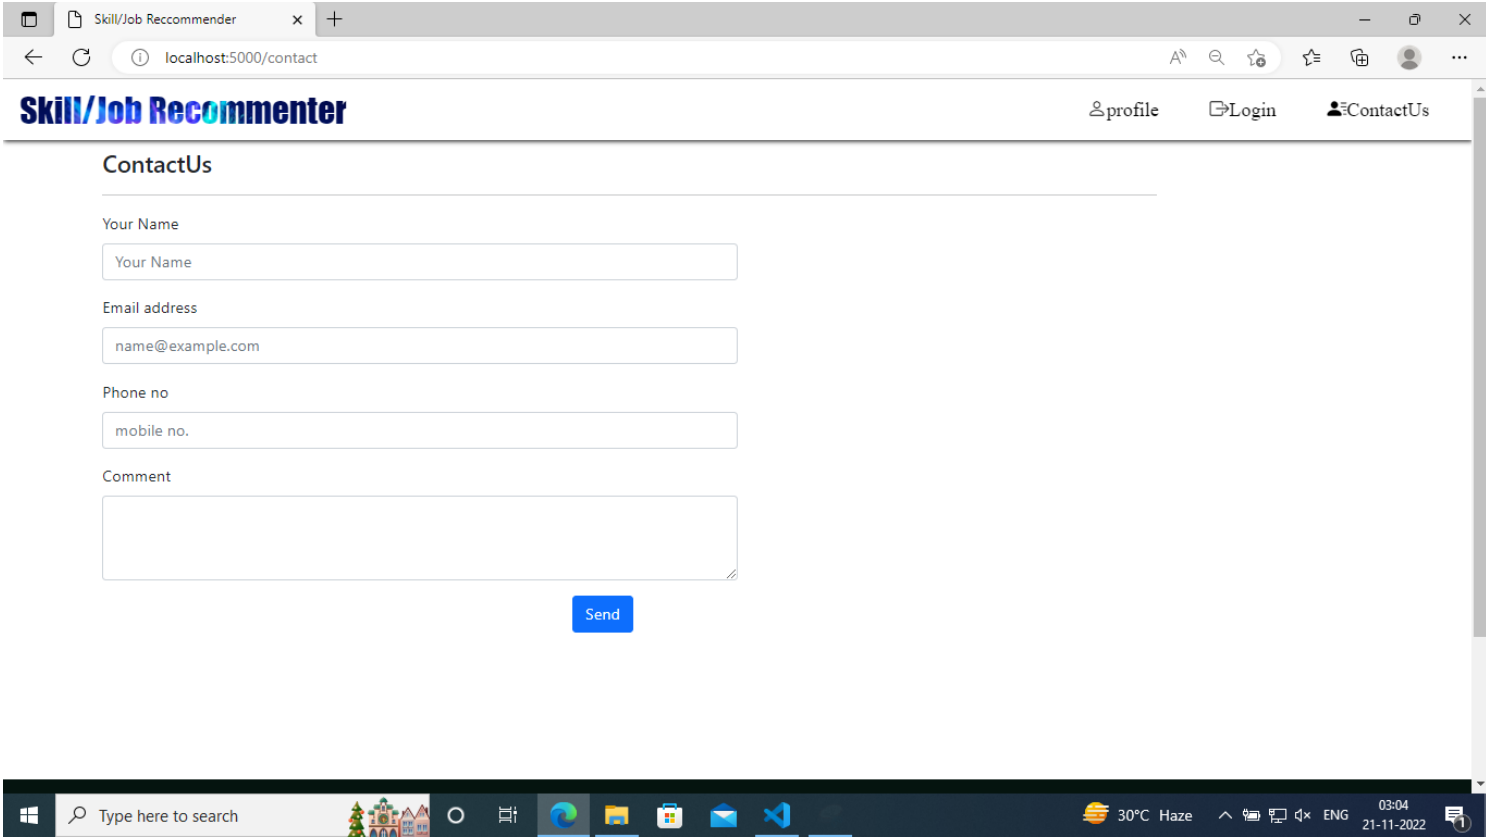 Skill/Job Reccommender
localhost:5000/contact
Skill/Job Recommenter
profile
Login
ContactUs
ContactUs
Your Name
Your Name
Email address
name@example.com
Phone no
mobile no.
Comment
Send
Type here to search
30°C Haze
ENG
03:04
21-11-2022
1